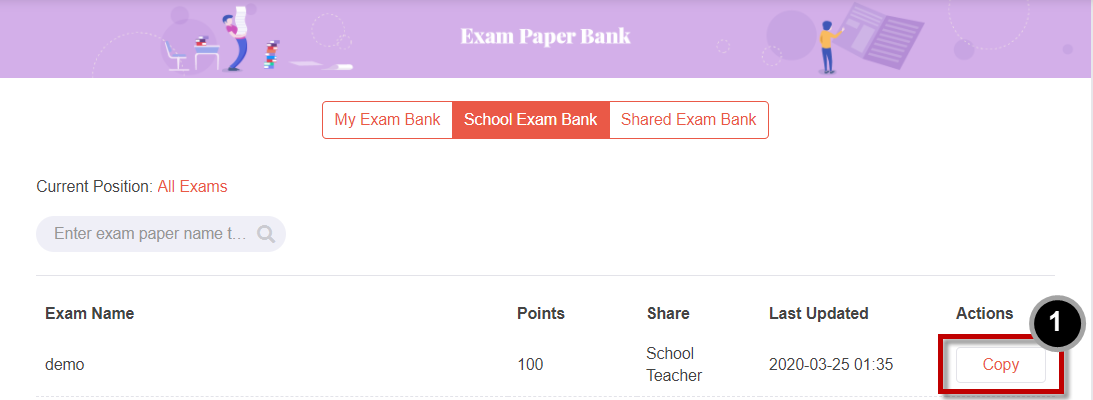 Exam Paper Bank
My Exam Bank School Exam Bank Shared Exam Bank
Current Position: All Exams
Enter exam paper name t...
Exam Name Points Share Last Updated Actions
1
demo 100 School Teacher 2020-03-25 01:35 Copy